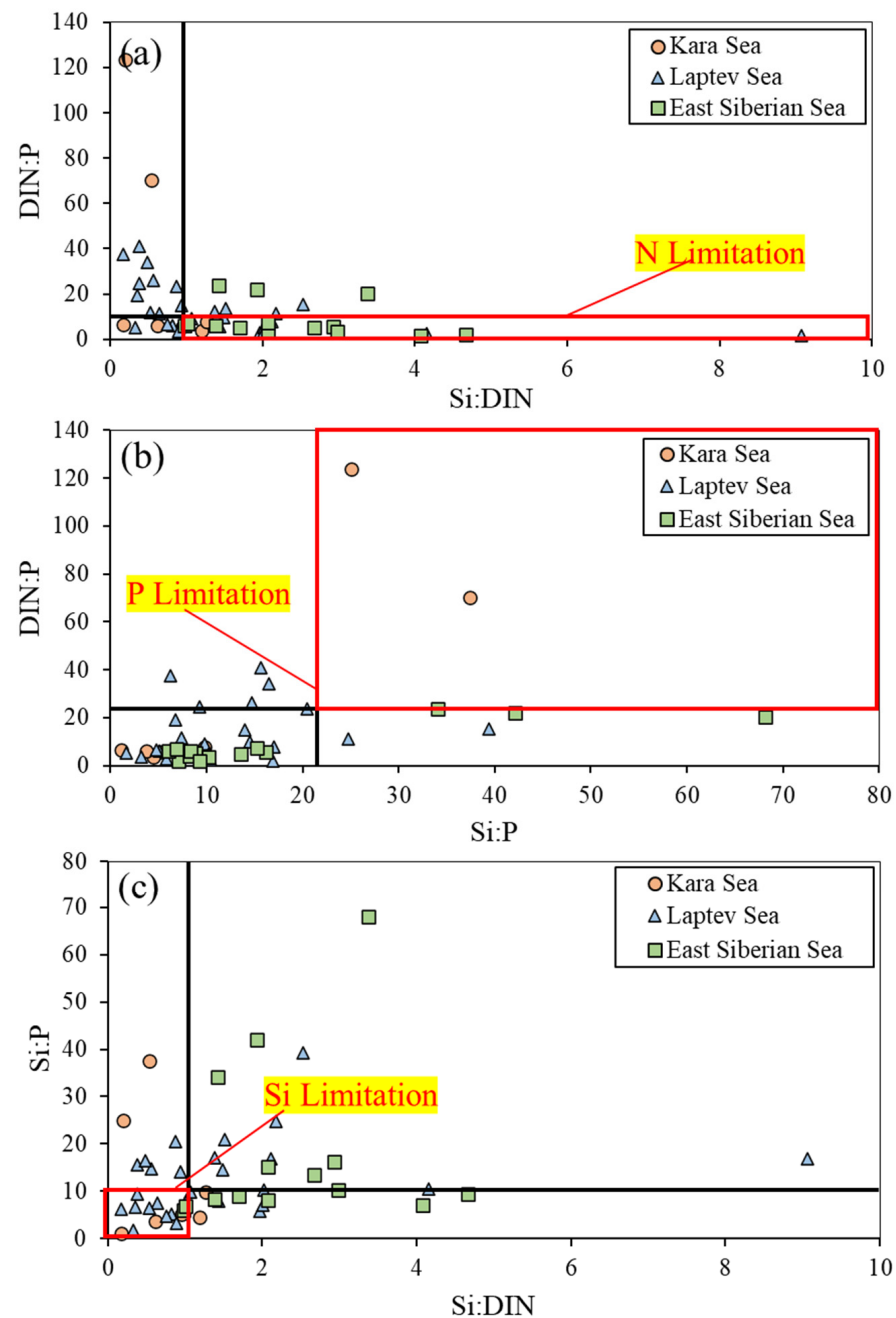 (a)
Kara Sea
Laptev Sea
East Siberian Sea
N Limitation
DIN:P
140
120
100
80
60
40
20
0
0 2 4 6 8 10
Si:DIN
(b)
Kara Sea
Laptev Sea
East Siberian Sea
P Limitation
DIN:P
140
120
100
80
60
40
20
0
0 10 20 30 40 50 60 70 80
Si:P
(c)
Kara Sea
Laptev Sea
East Siberian Sea
Si Limitation
Si:P
80
70
60
50
40
30
20
10
0
0 2 4 6 8 10
Si:DIN